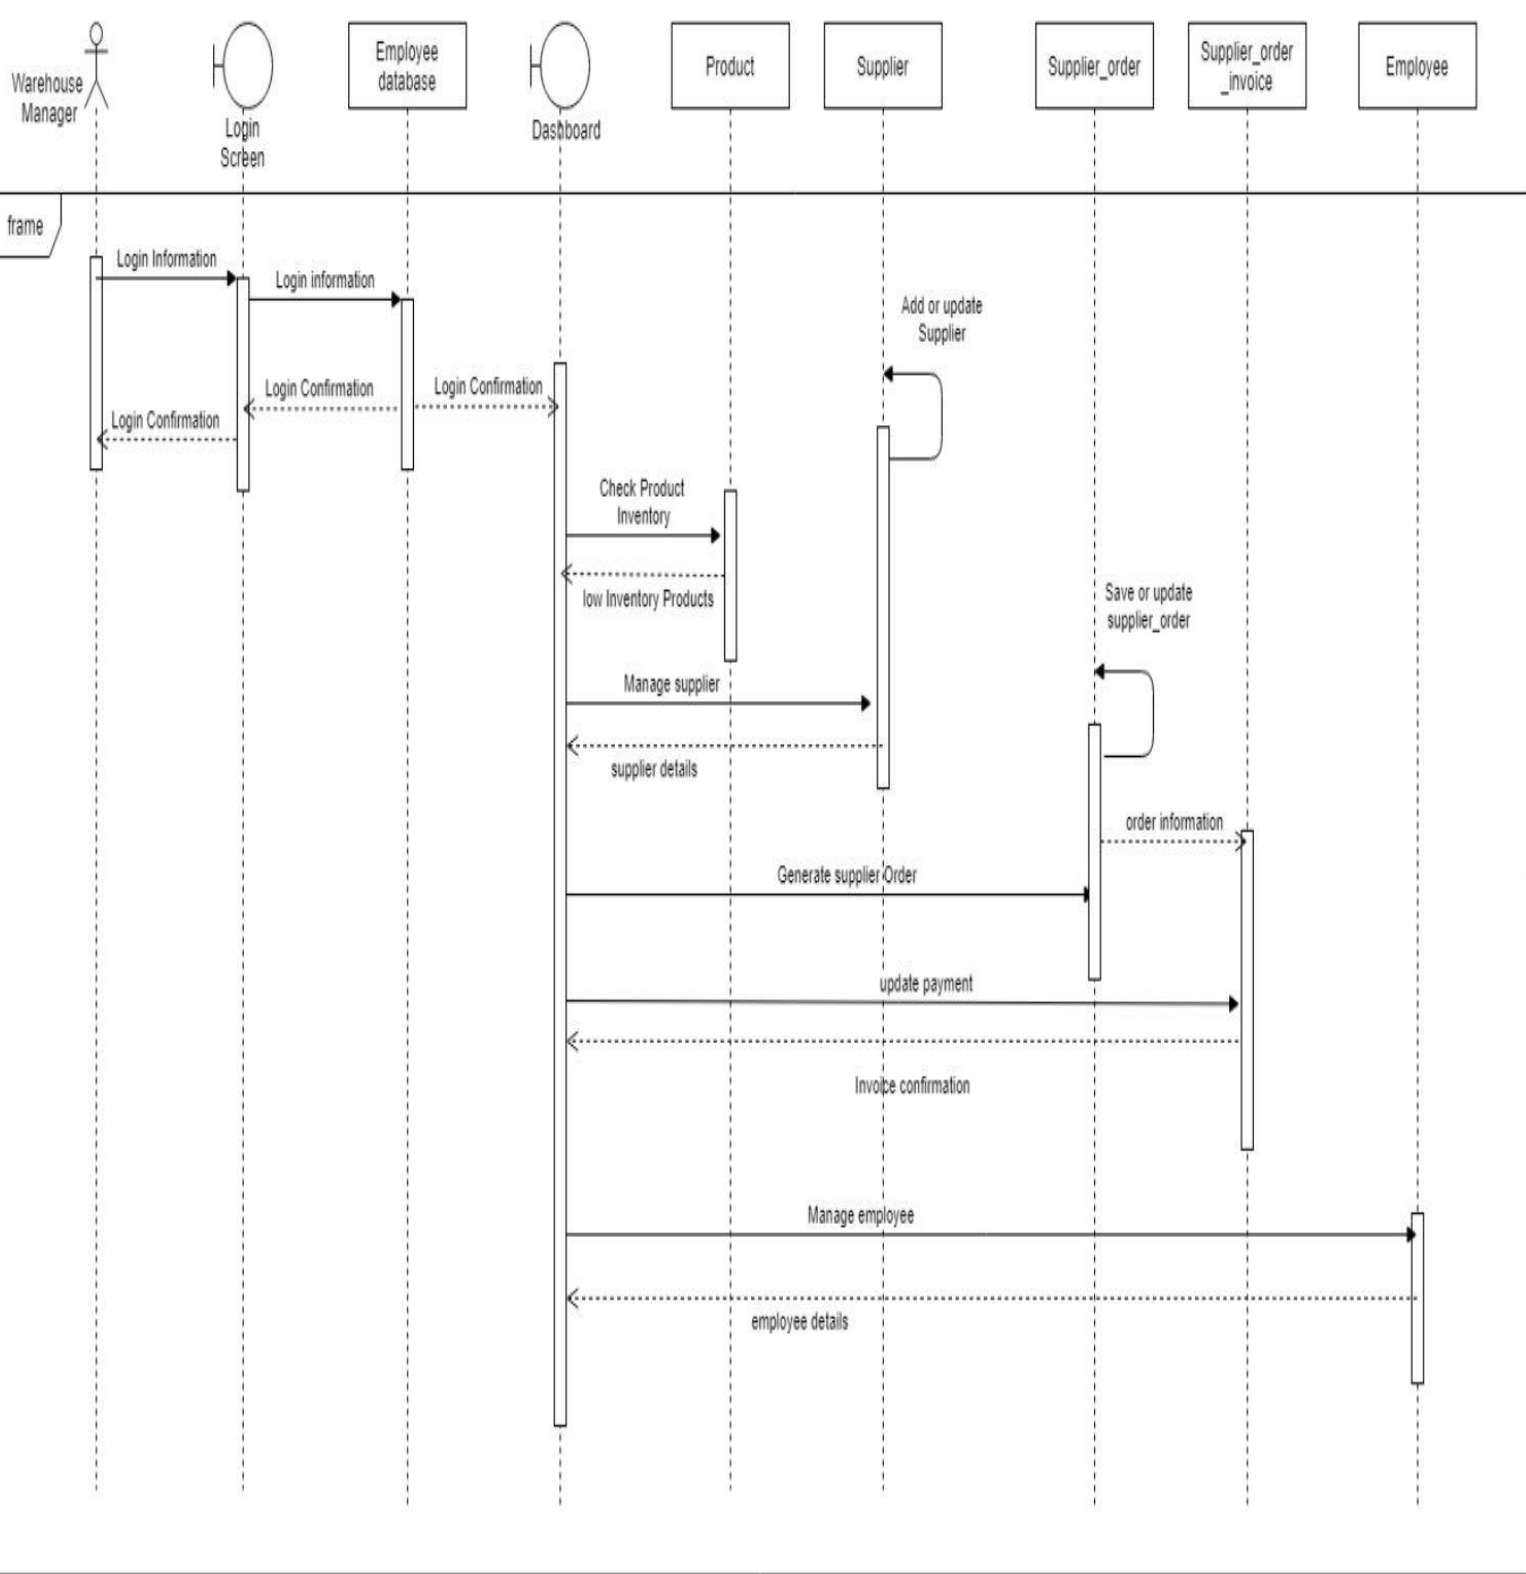 Warehouse
Manager
Login
Screen
Employee
database
Dashboard
Product
Supplier
Supplier_order
Supplier_order
_invoice
Employee
frame
Login Information
Login information
Add or update
Supplier
Login Confirmation
Login Confirmation
Login Confirmation
Check Product
Inventory
low Inventory Products
Save or update
supplier_order
Manage supplier
supplier details
order information
Generate supplier Order
update payment
Invoice confirmation
Manage employee
employee details